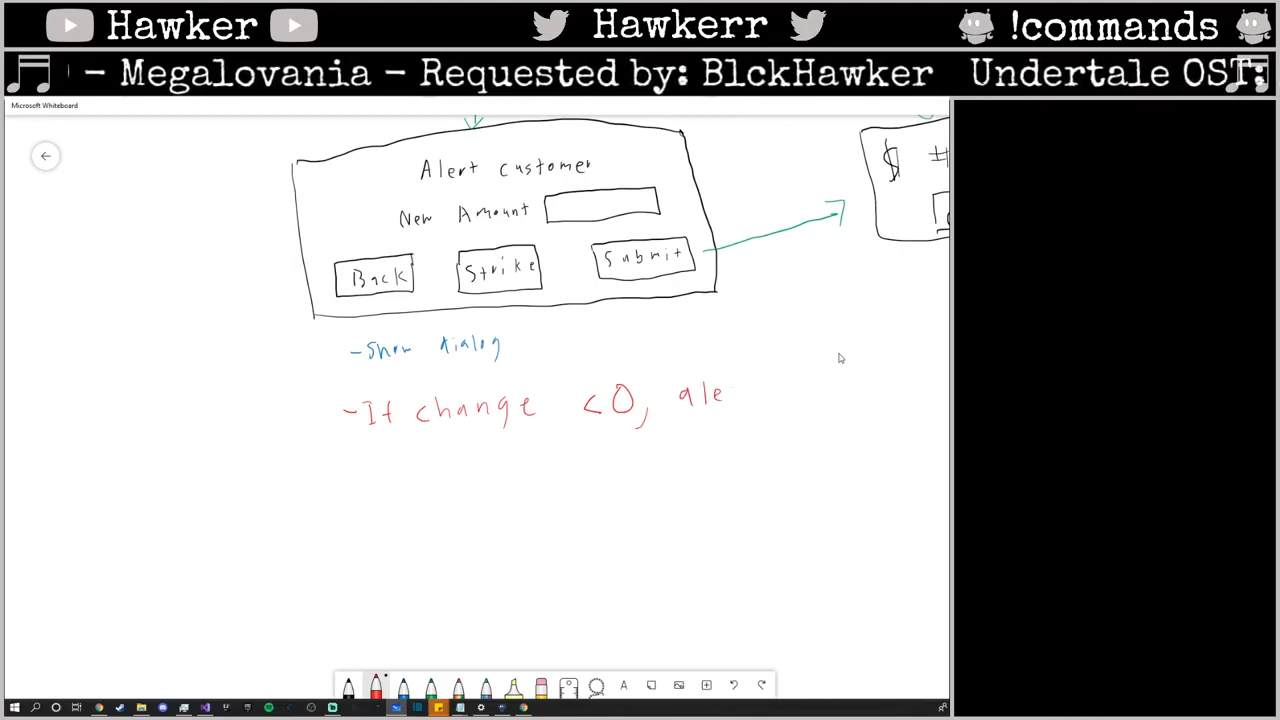 Hawker
Hawkerr
!commands
- Megalovania - Requested by: BlckHawker Undertale OST:
Microsoft Whiteboard
Alert customer
New Amount
Back
Strike
Submit
$ #
-Show dialog
-If change <0, ale
A